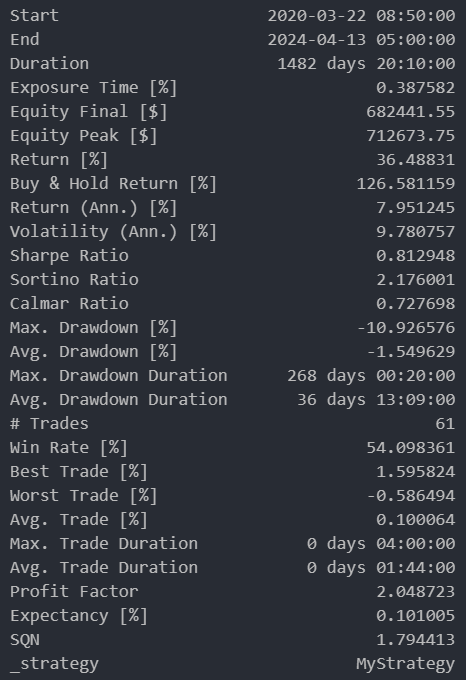 Start 2020-03-22 08:50:00
End 2024-04-13 05:00:00
Duration 1482 days 20:10:00
Exposure Time [%] 0.387582
Equity Final [$] 682441.55
Equity Peak [$] 712673.75
Return [%] 36.48831
Buy & Hold Return [%] 126.581159
Return (Ann.) [%] 7.951245
Volatility (Ann.) [%] 9.780757
Sharpe Ratio 0.812948
Sortino Ratio 2.176001
Calmar Ratio 0.727698
Max. Drawdown [%] -10.926576
Avg. Drawdown [%] -1.549629
Max. Drawdown Duration 268 days 00:20:00
Avg. Drawdown Duration 36 days 13:09:00
# Trades 61
Win Rate [%] 54.098361
Best Trade [%] 1.595824
Worst Trade [%] -0.586494
Avg. Trade [%] 0.100064
Max. Trade Duration 0 days 04:00:00
Avg. Trade Duration 0 days 01:44:00
Profit Factor 2.048723
Expectancy [%] 0.101005
SQN 1.794413
_strategy MyStrategy